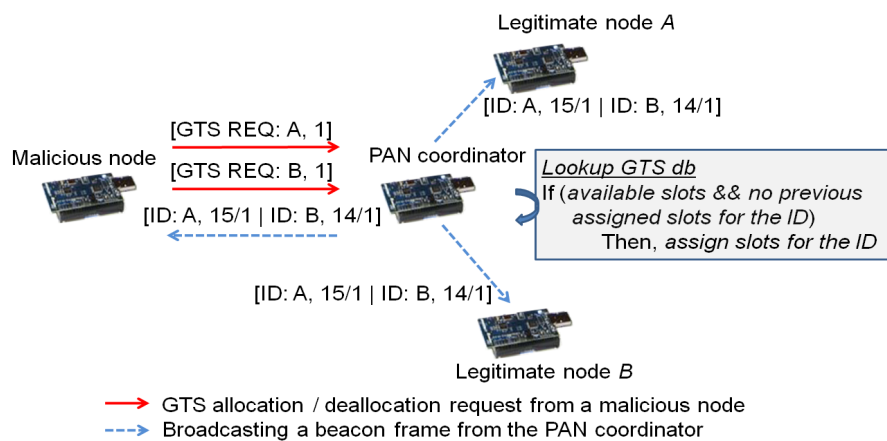 Legitimate node A
[ID: A, 15/1 | ID: B, 14/1]
[GTS REQ: A, 1]
Malicious node
PAN coordinator
[GTS REQ: B, 1]
Lookup GTS db
If (available slots && no previous
assigned slots for the ID)
Then, assign slots for the ID
[ID: A, 15/1 | ID: B, 14/1]
[ID: A, 15/1 | ID: B, 14/1]
Legitimate node B
GTS allocation / deallocation request from a malicious node
Broadcasting a beacon frame from the PAN coordinator